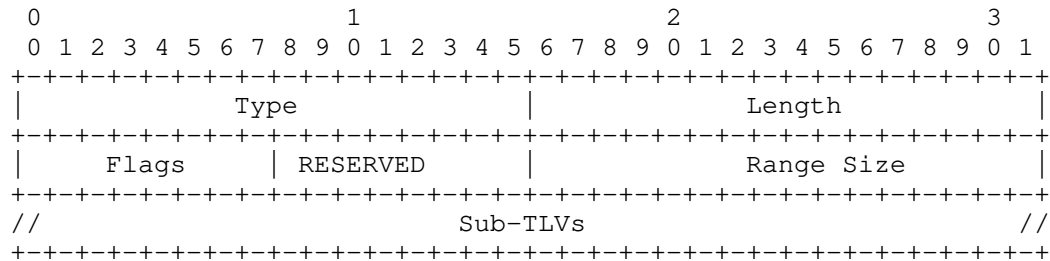 0                   1                   2                   3
 0 1 2 3 4 5 6 7 8 9 0 1 2 3 4 5 6 7 8 9 0 1 2 3 4 5 6 7 8 9 0 1
+-+-+-+-+-+-+-+-+-+-+-+-+-+-+-+-+-+-+-+-+-+-+-+-+-+-+-+-+-+-+-+-+
|             Type              |             Length            |
+-+-+-+-+-+-+-+-+-+-+-+-+-+-+-+-+-+-+-+-+-+-+-+-+-+-+-+-+-+-+-+-+
|     Flags     | RESERVED      |             Range Size        |
+-+-+-+-+-+-+-+-+-+-+-+-+-+-+-+-+-+-+-+-+-+-+-+-+-+-+-+-+-+-+-+-+
//                          Sub-TLVs                           //
+-+-+-+-+-+-+-+-+-+-+-+-+-+-+-+-+-+-+-+-+-+-+-+-+-+-+-+-+-+-+-+-+